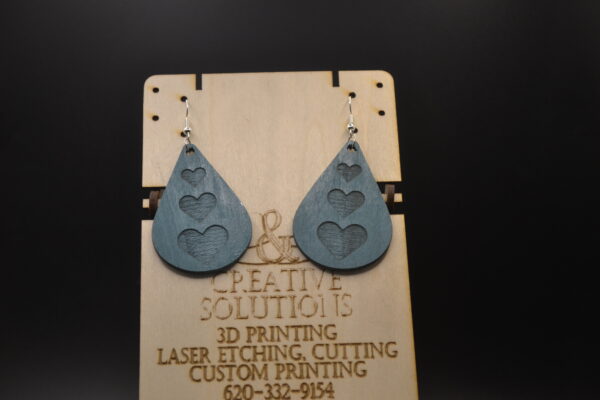 &
CREATIVE
SOLUTIONS
3D PRINTING
LASER ETCHING, CUTTING
CUSTOM PRINTING
620-332-9154